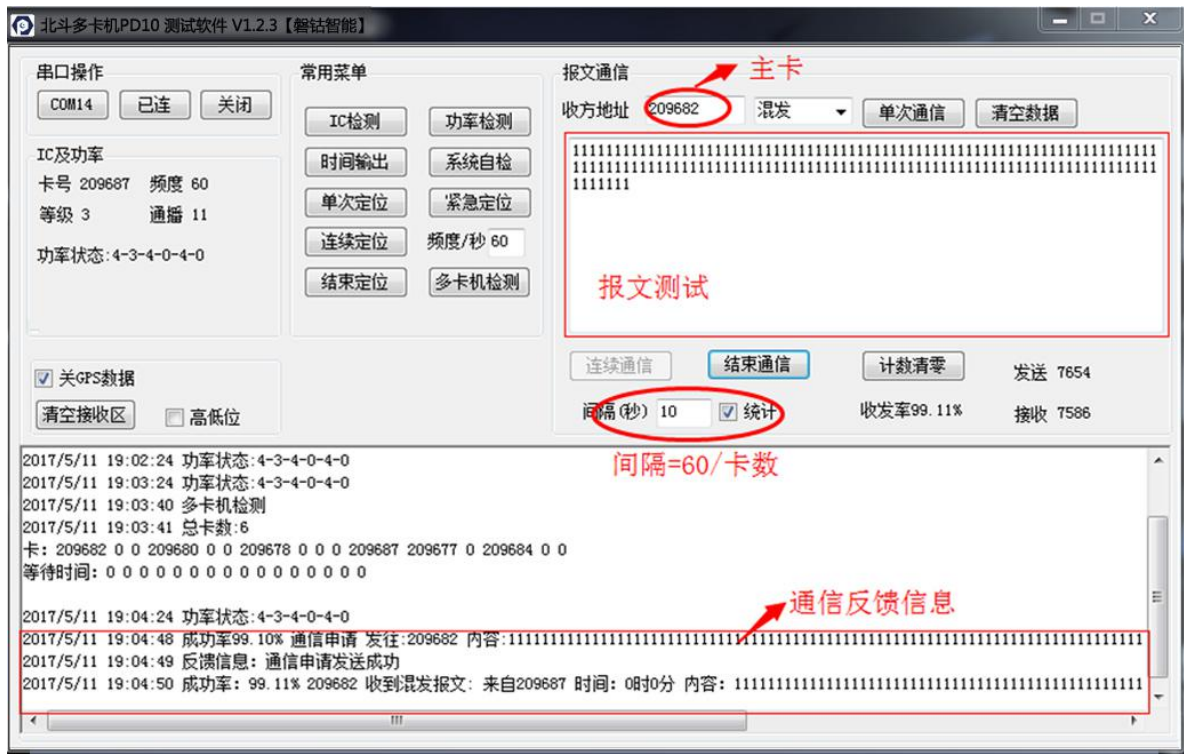 北斗多卡机PD10 测试软件 V1.2.3【磐钴智能】
串口操作
COM14 已连 关闭
IC及功率
卡号 209687 频度 60
等级 3 通播 11
功率状态:4-3-4-0-4-0
关GPS数据
清空接收区 高低位
常用菜单
IC检测 功率检测
时间输出 系统自检
单次定位 紧急定位
连续定位 频度/秒 60
结束定位 多卡机检测
报文通信
主卡
收方地址 209682 混发 单次通信 清空数据
1111111
报文测试
连续通信 结束通信 计数清零 发送 7654
间隔(秒) 10 统计 收发率99.11% 接收 7586
间隔=60/卡数
2017/5/11 19:02:24 功率状态:4-3-4-0-4-0
2017/5/11 19:03:24 功率状态:4-3-4-0-4-0
2017/5/11 19:03:40 多卡机检测
2017/5/11 19:03:41 总卡数:6
卡: 209682 0 0 209680 0 0 209678 0 0 0 209687 209677 0 209684 0 0
等待时间: 0 0 0 0 0 0 0 0 0 0 0 0 0 0 0 0
2017/5/11 19:04:24 功率状态:4-3-4-0-4-0
通信反馈信息
2017/5/11 19:04:48 成功率99.10% 通信申请 发往:209682 内容:
2017/5/11 19:04:49 反馈信息: 通信申请发送成功
2017/5/11 19:04:50 成功率: 99.11% 209682 收到混发报文: 来自209687 时间: 0时0分 内容: